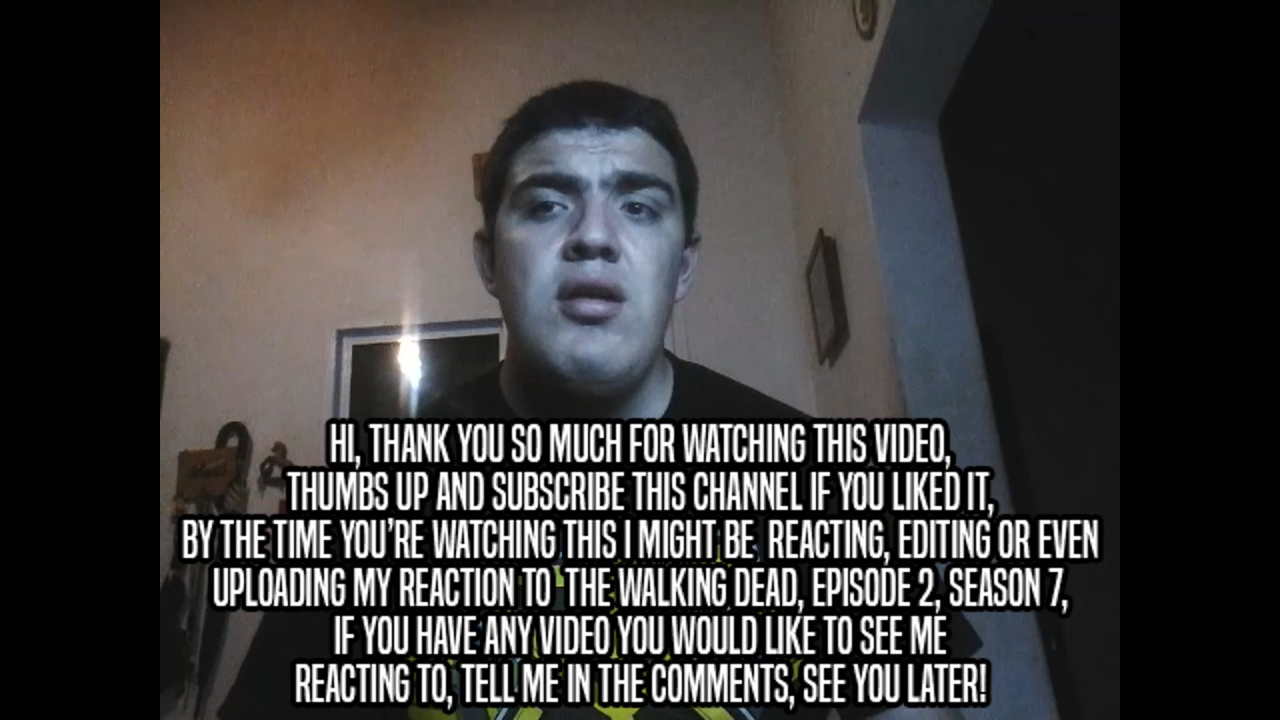 HI, THANK YOU SO MUCH FOR WATCHING THIS VIDEO,
THUMBS UP AND SUBSCRIBE THIS CHANNEL IF YOU LIKED IT,
BY THE TIME YOU'RE WATCHING THIS I MIGHT BE REACTING, EDITING OR EVEN
UPLOADING MY REACTION TO THE WALKING DEAD, EPISODE 2, SEASON 7,
IF YOU HAVE ANY VIDEO YOU WOULD LIKE TO SEE ME
REACTING TO, TELL ME IN THE COMMENTS, SEE YOU LATER!